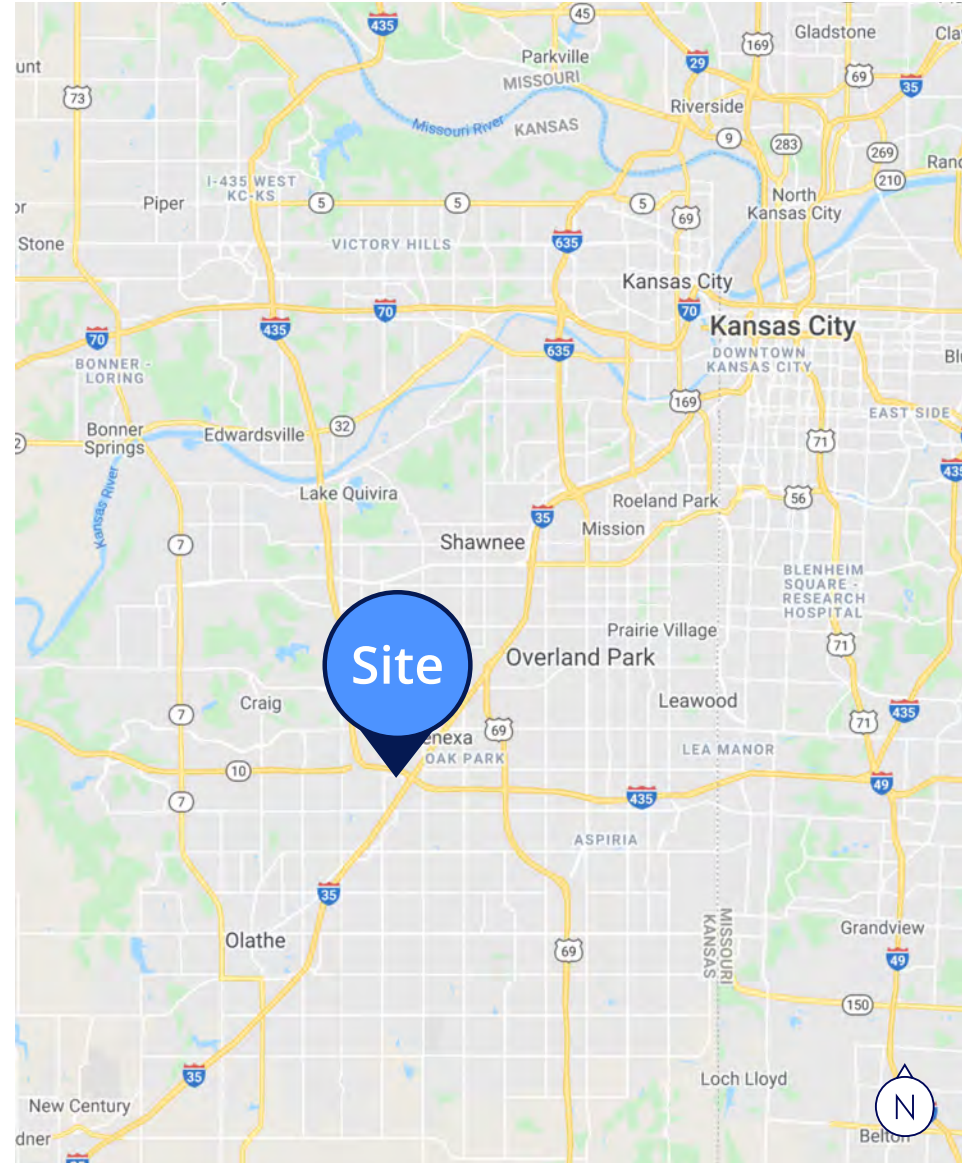 435
45
169
Gladstone
Parkville
MISSOURI
29
69
35
unt
73
Riverside
Missouri River
KANSAS
9
283
269
I-435 WEST
KC-KS
210
Piper
5
5
5
69
North
Kansas City
Stone
VICTORY HILLS
635
Kansas City
70
70
70
435
Kansas City
635
DOWNTOWN
KANSAS CITY
BONNER -
LORING
169
EAST SIDE
Bonner
Springs
Edwardsville
32
71
435
Kansas River
Lake Quivira
Roeland Park
56
35
Mission
Shawnee
7
BLENHEIM
SQUARE -
RESEARCH
HOSPITAL
Prairie Village
71
Site
Overland Park
Craig
Leawood
7
69
71
435
enexa
OAK PARK
LEA MANOR
10
49
435
7
ASPIRIA
35
MISSOURI
KANSAS
Grandview
Olathe
69
49
150
35
Loch Lloyd
New Century
N
dner
Belton